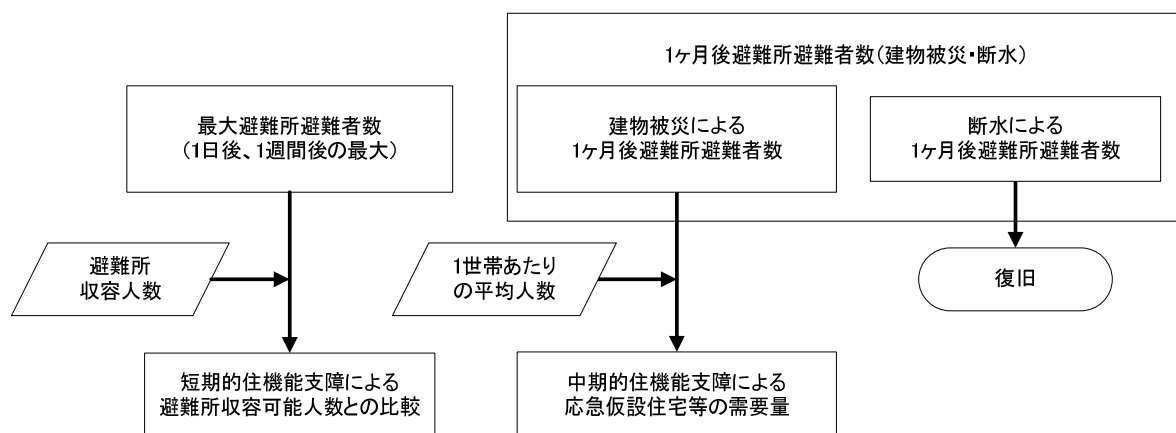 1ヶ月後避難所避難者数(建物被災・断水)
最大避難所避難者数
(1日後、1週間後の最大)
建物被災による
1ヶ月後避難所避難者数
断水による
1ヶ月後避難所避難者数
避難所
収容人数
1世帯あたり
の平均人数
復旧
短期的住機能支障による
避難所収容可能人数との比較
中期的住機能支障による
応急仮設住宅等の需要量